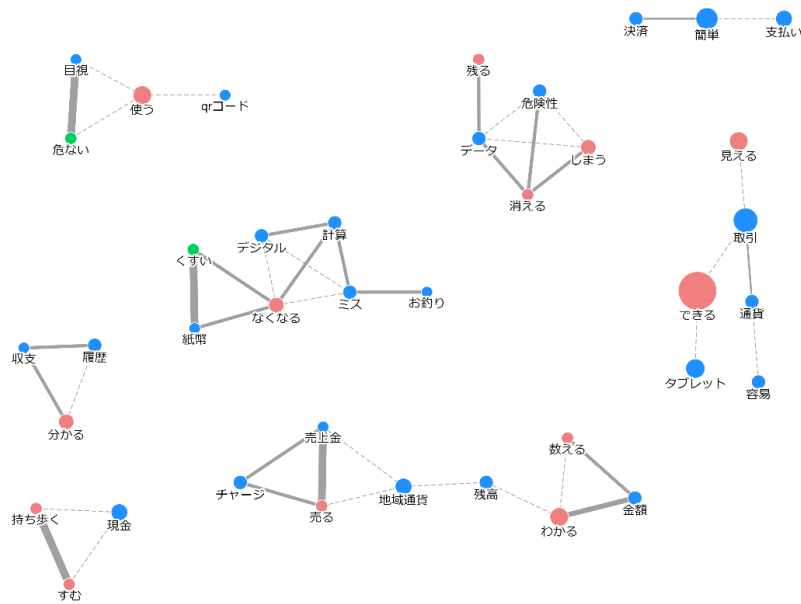 決済
簡単
支払い
目視
使う
qrコード
危ない
残る
危険性
データ
しまう
消える
見える
取引
できる
通貨
タブレット
容易
くすい
デジタル
計算
なくなる
ミス
お釣り
紙幣
収支
履歴
分かる
売上金
チャージ
売る
地域通貨
残高
数える
わかる
金額
持ち歩く
現金
すむ